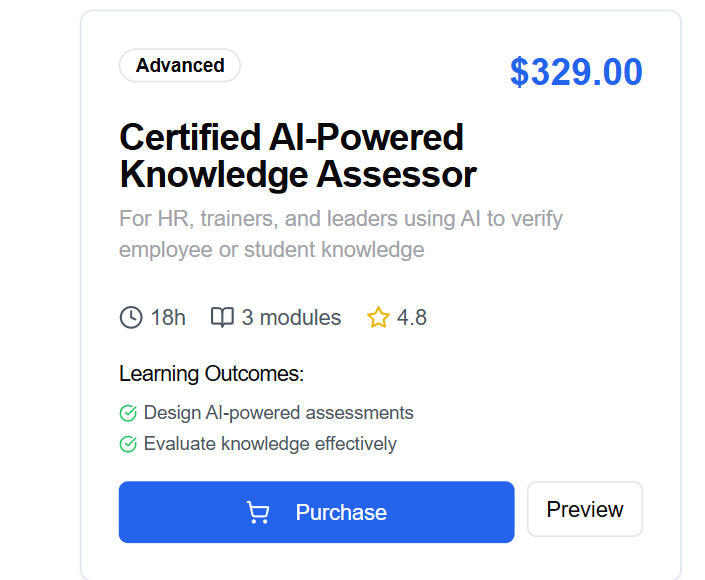 Advanced
$329.00
Certified AI-Powered
Knowledge Assessor
For HR, trainers, and leaders using AI to verify
employee or student knowledge
18h 3 modules 4.8
Learning Outcomes:
Design AI-powered assessments
Evaluate knowledge effectively
Purchase Preview